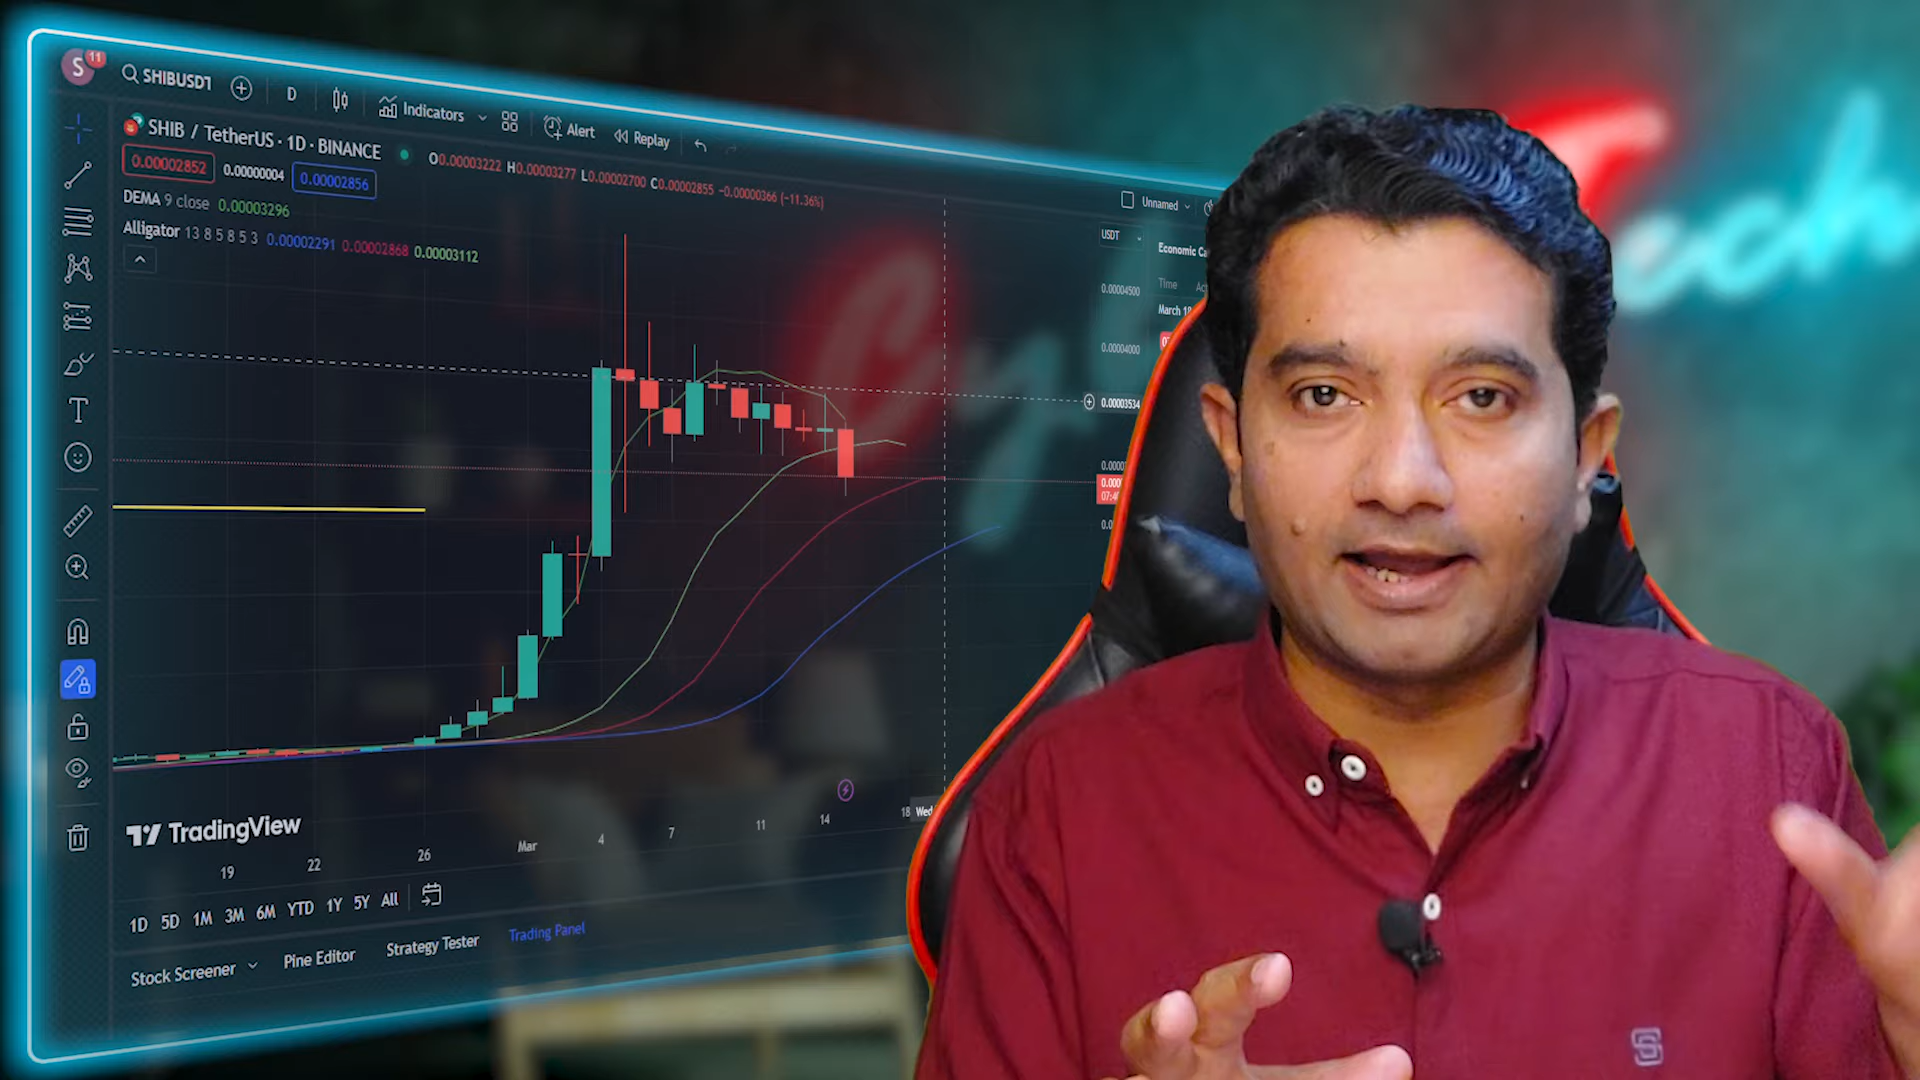 S 11
SHIBUSDT D Indicators Alert Replay
SHIB / TetherUS · 1D · BINANCE O0.00003222 H0.00003277 L0.00002700 C0.00002855 −0.00000366 (−11.36%)
0.00002852 0.00000004 0.00002856
DEMA 9 close 0.00003296
Alligator 13 8 5 8 5 3 0.00002291 0.00002868 0.00003112
Unnamed
USDT
Economic Ca
Time
March 18
0.00004500
0.00004000
0.00003534
Tech
TradingView
19 22 26 Mar 4 7 11 14 18 Wed
1D 5D 1M 3M 6M YTD 1Y 5Y All
Stock Screener Pine Editor Strategy Tester Trading Panel